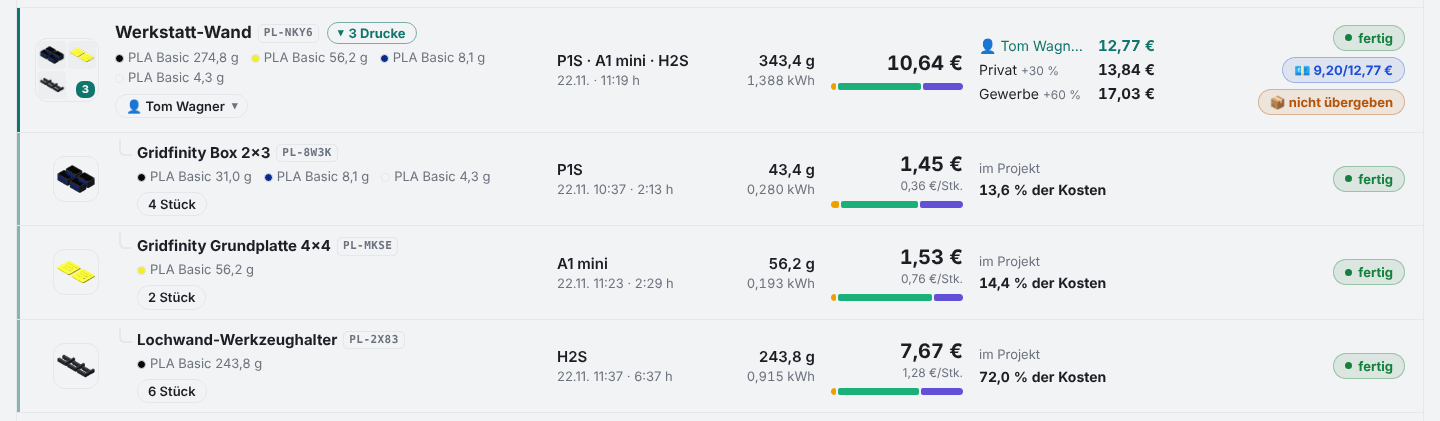 Werkstatt-Wand PL-NKY6 ▾ 3 Drucke
PLA Basic 274,8 g PLA Basic 56,2 g PLA Basic 8,1 g
PLA Basic 4,3 g
3
👤 Tom Wagner ▾
P1S · A1 mini · H2S
22.11. · 11:19 h
343,4 g
1,388 kWh
10,64 €
👤 Tom Wagn... 12,77 €
Privat +30 % 13,84 €
Gewerbe +60 % 17,03 €
fertig
💶 9,20/12,77 €
📦 nicht übergeben
Gridfinity Box 2×3 PL-8W3K
PLA Basic 31,0 g PLA Basic 8,1 g PLA Basic 4,3 g
4 Stück
P1S
22.11. 10:37 · 2:13 h
43,4 g
0,280 kWh
1,45 €
0,36 €/Stk.
im Projekt
13,6 % der Kosten
fertig
Gridfinity Grundplatte 4×4 PL-MKSE
PLA Basic 56,2 g
2 Stück
A1 mini
22.11. 11:23 · 2:29 h
56,2 g
0,193 kWh
1,53 €
0,76 €/Stk.
im Projekt
14,4 % der Kosten
fertig
Lochwand-Werkzeughalter PL-2X83
PLA Basic 243,8 g
6 Stück
H2S
22.11. 11:37 · 6:37 h
243,8 g
0,915 kWh
7,67 €
1,28 €/Stk.
im Projekt
72,0 % der Kosten
fertig